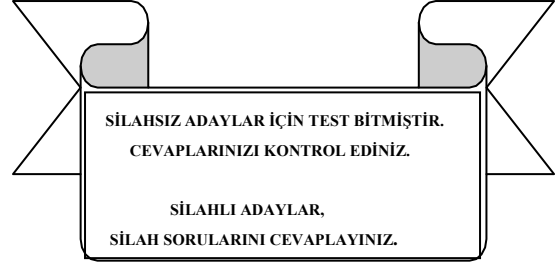 SİLAHSIZ ADAYLAR İÇİN TEST BİTMİŞTİR.
CEVAPLARINIZI KONTROL EDİNİZ.
SİLAHLI ADAYLAR,
SİLAH SORULARINI CEVAPLAYINIZ.